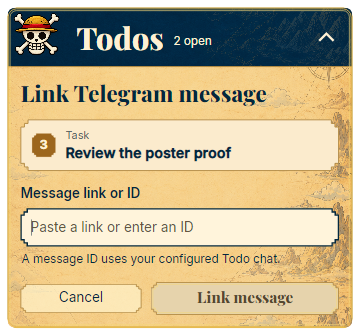 Todos 2 open
Link Telegram message
3
Task
Review the poster proof
Message link or ID
Paste a link or enter an ID
A message ID uses your configured Todo chat.
Cancel Link message